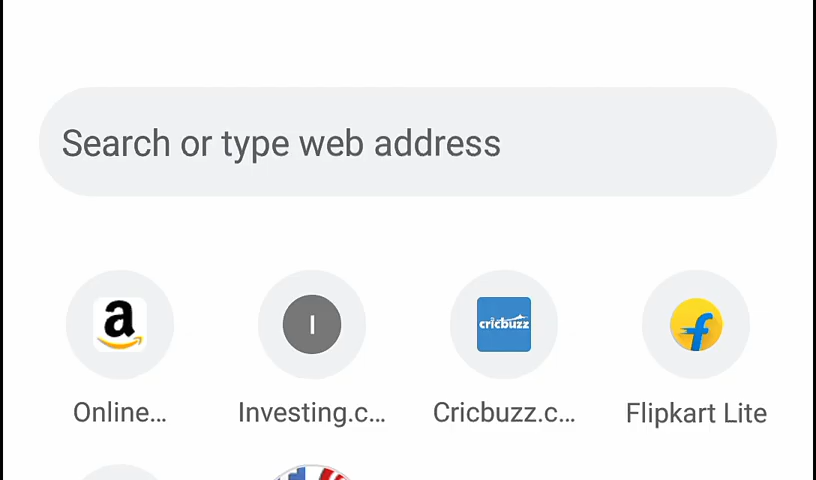 Search or type web address
a
I
cricbuzz
f
Online...
Investing.c...
Cricbuzz.c...
Flipkart Lite